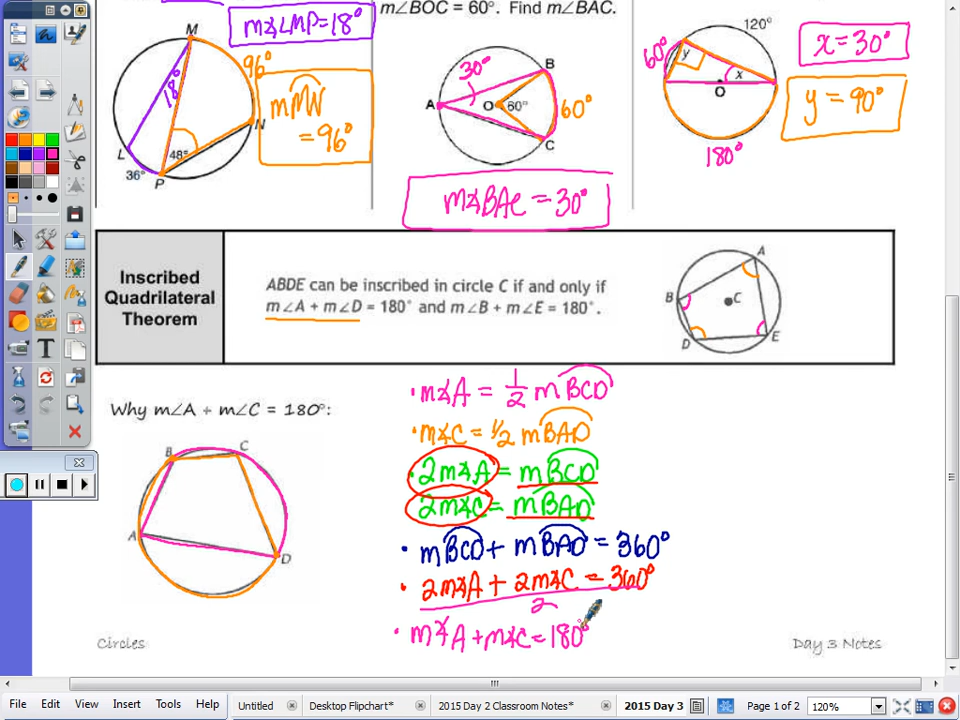 m∠LMP=18°
m∠BOC = 60°. Find m∠BAC.
M
18°
96°
mMN
= 96°
N
L
48°
36°
P
30°
B
A
O
60°
60°
C
m∠BAC = 30°
60°
120°
y
x
O
180°
x = 30°
y = 90°
Inscribed
Quadrilateral
Theorem
ABDE can be inscribed in circle C if and only if
m∠A + m∠D = 180° and m∠B + m∠E = 180°.
A
B
C
D
E
Why m∠A + m∠C = 180°:
B
C
A
D
• m∠A = 1/2 mBCD
• m∠C = 1/2 mBAD
• 2m∠A = mBCD
2m∠C = mBAD
• mBCD + mBAD = 360°
• 2m∠A + 2m∠C = 360°
2
• m∠A + m∠C = 180°
Circles
Day 3 Notes
File Edit View Insert Tools Help
Untitled
Desktop Flipchart*
2015 Day 2 Classroom Notes*
2015 Day 3
Page 1 of 2
120%